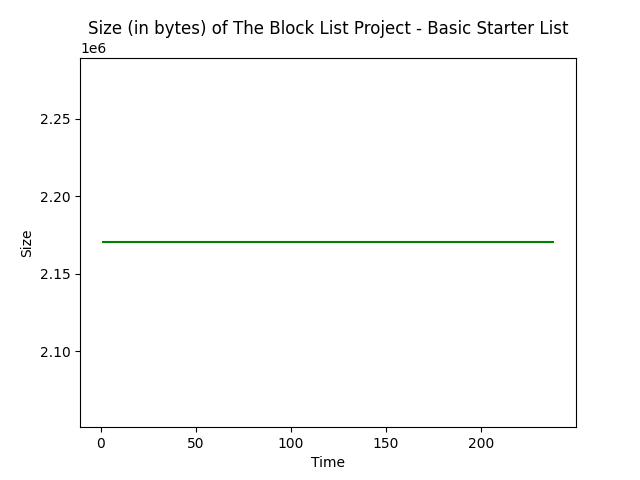 Size (in bytes) of The Block List Project - Basic Starter List
1e6
2.25
2.20
2.15
2.10
Size
0 50 100 150 200
Time